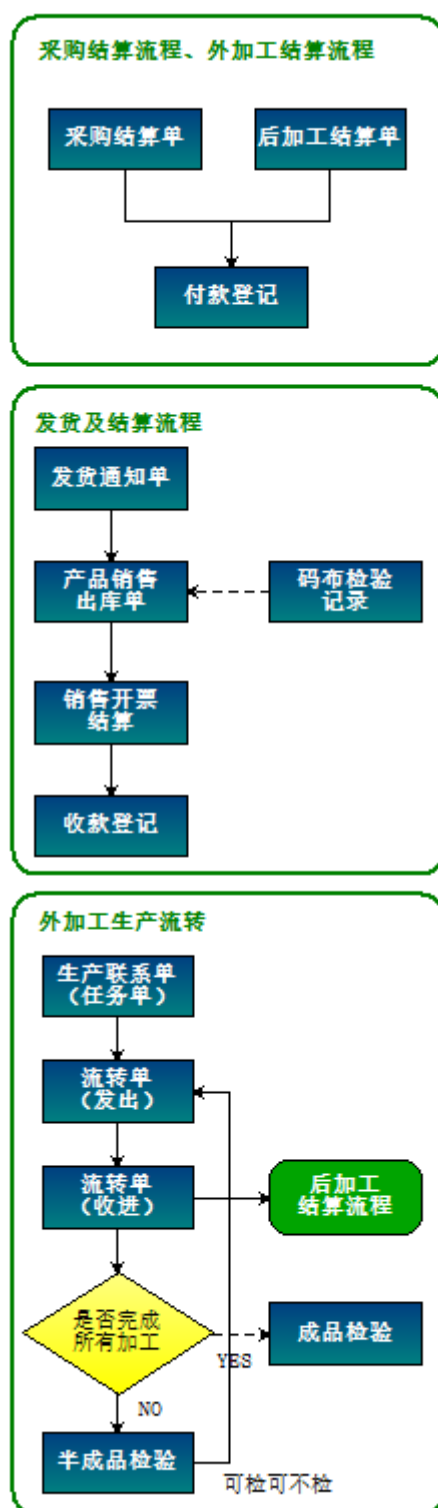 采购结算流程、外加工结算流程
采购结算单
后加工结算单
付款登记
发货及结算流程
发货通知单
产品销售
出库单
码布检验
记录
销售开票
结算
收款登记
外加工生产流转
生产联系单
（任务单）
流转单
（发出）
流转单
（收进）
后加工
结算流程
是否完成
所有加工
YES
成品检验
NO
半成品检验
可检可不检